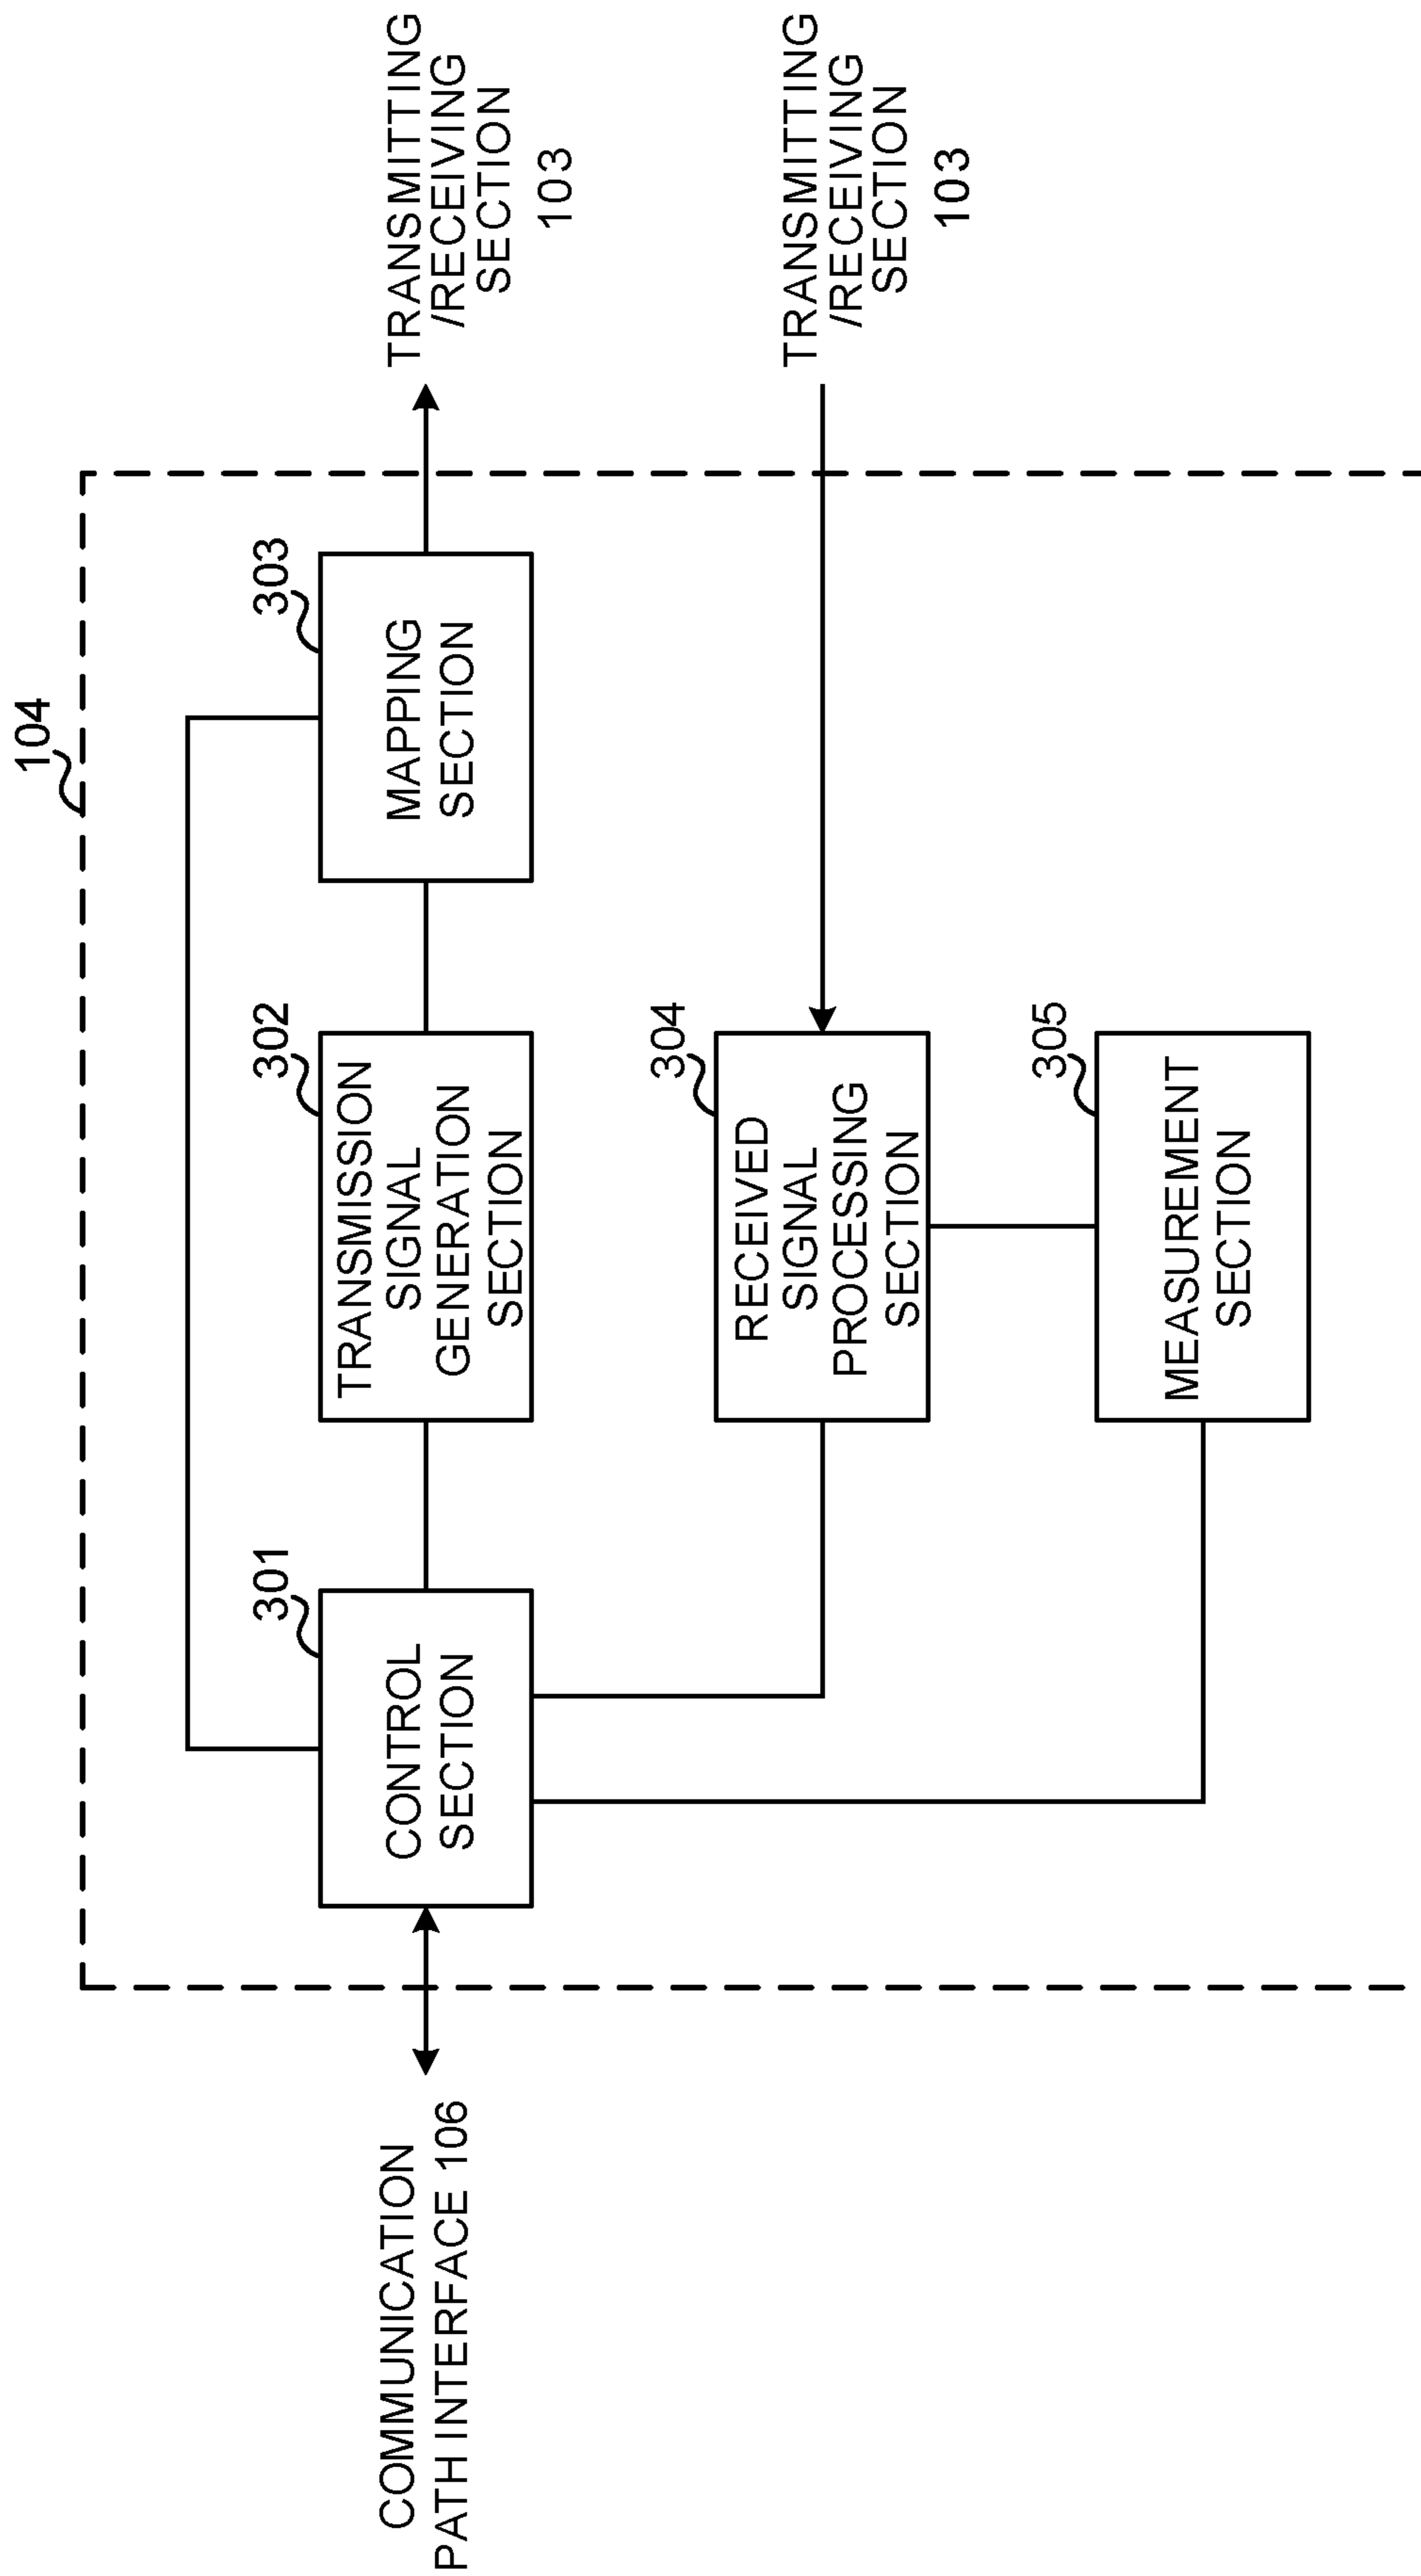 104
COMMUNICATION
PATH INTERFACE 106
301
CONTROL
SECTION
302
TRANSMISSION
SIGNAL
GENERATION
SECTION
303
MAPPING
SECTION
TRANSMITTING
/RECEIVING
SECTION
103
304
RECEIVED
SIGNAL
PROCESSING
SECTION
TRANSMITTING
/RECEIVING
SECTION
103
305
MEASUREMENT
SECTION